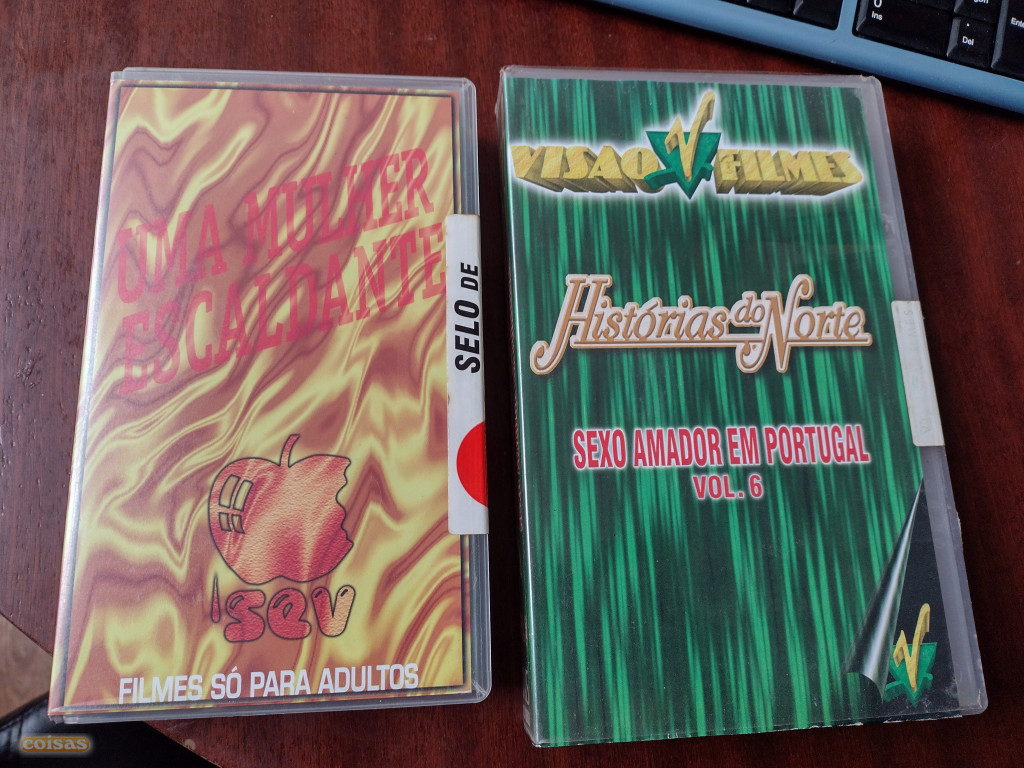 UMA MULHER
ESCALDANTE
SELO DE
sev
FILMES SÓ PARA ADULTOS
VISÃO FILMES
Histórias do Norte
SEXO AMADOR EM PORTUGAL
VOL. 6
Ins
Del
coisas